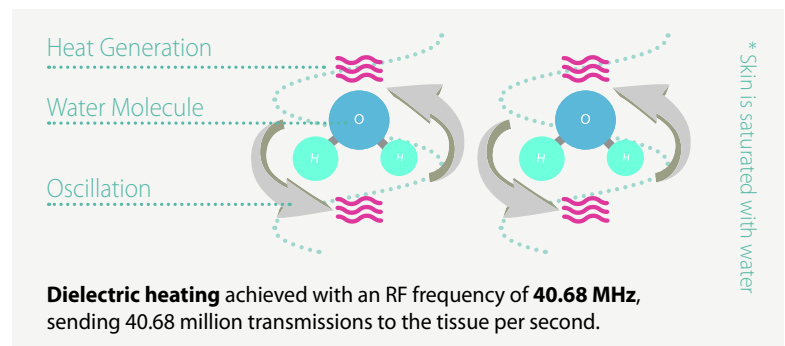 Heat Generation
Water Molecule
Oscillation
O
H
H
O
H
H
* Skin is saturated with water
Dielectric heating achieved with an RF frequency of 40.68 MHz,
sending 40.68 million transmissions to the tissue per second.